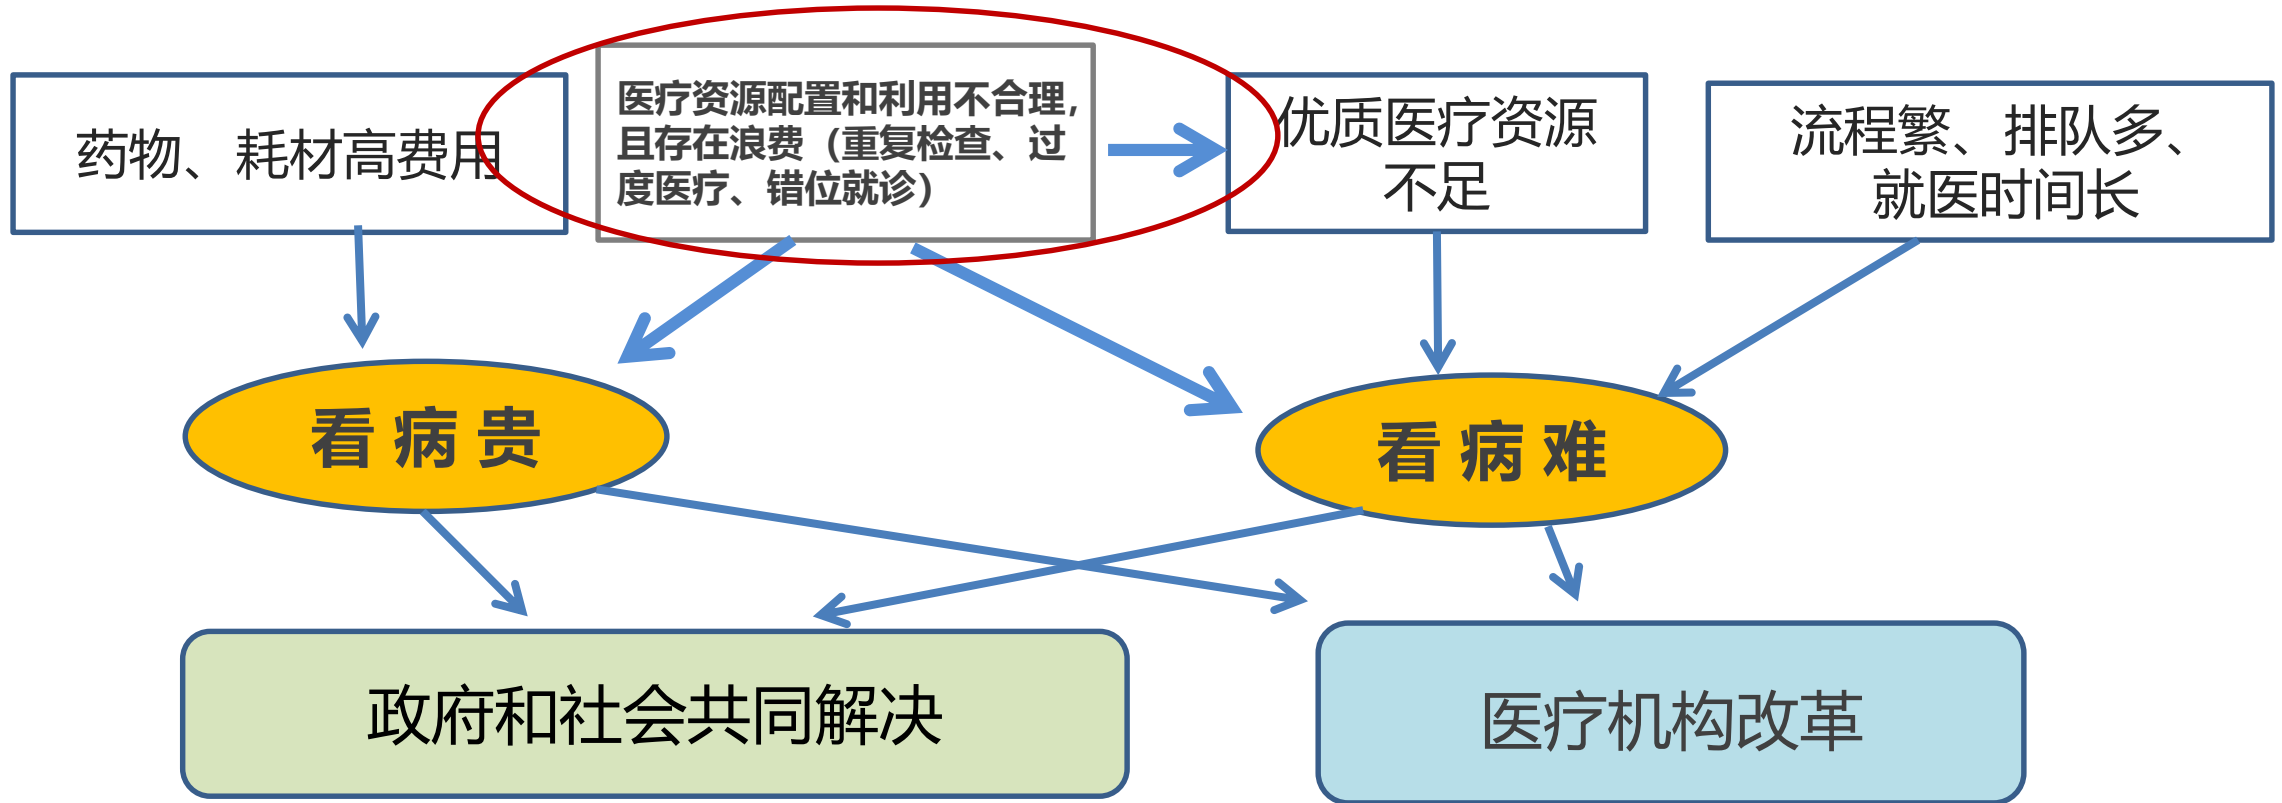 药物、耗材高费用
医疗资源配置和利用不合理，
且存在浪费（重复检查、过
度医疗、错位就诊）
优质医疗资源
不足
流程繁、排队多、
就医时间长
看病贵
看病难
政府和社会共同解决
医疗机构改革